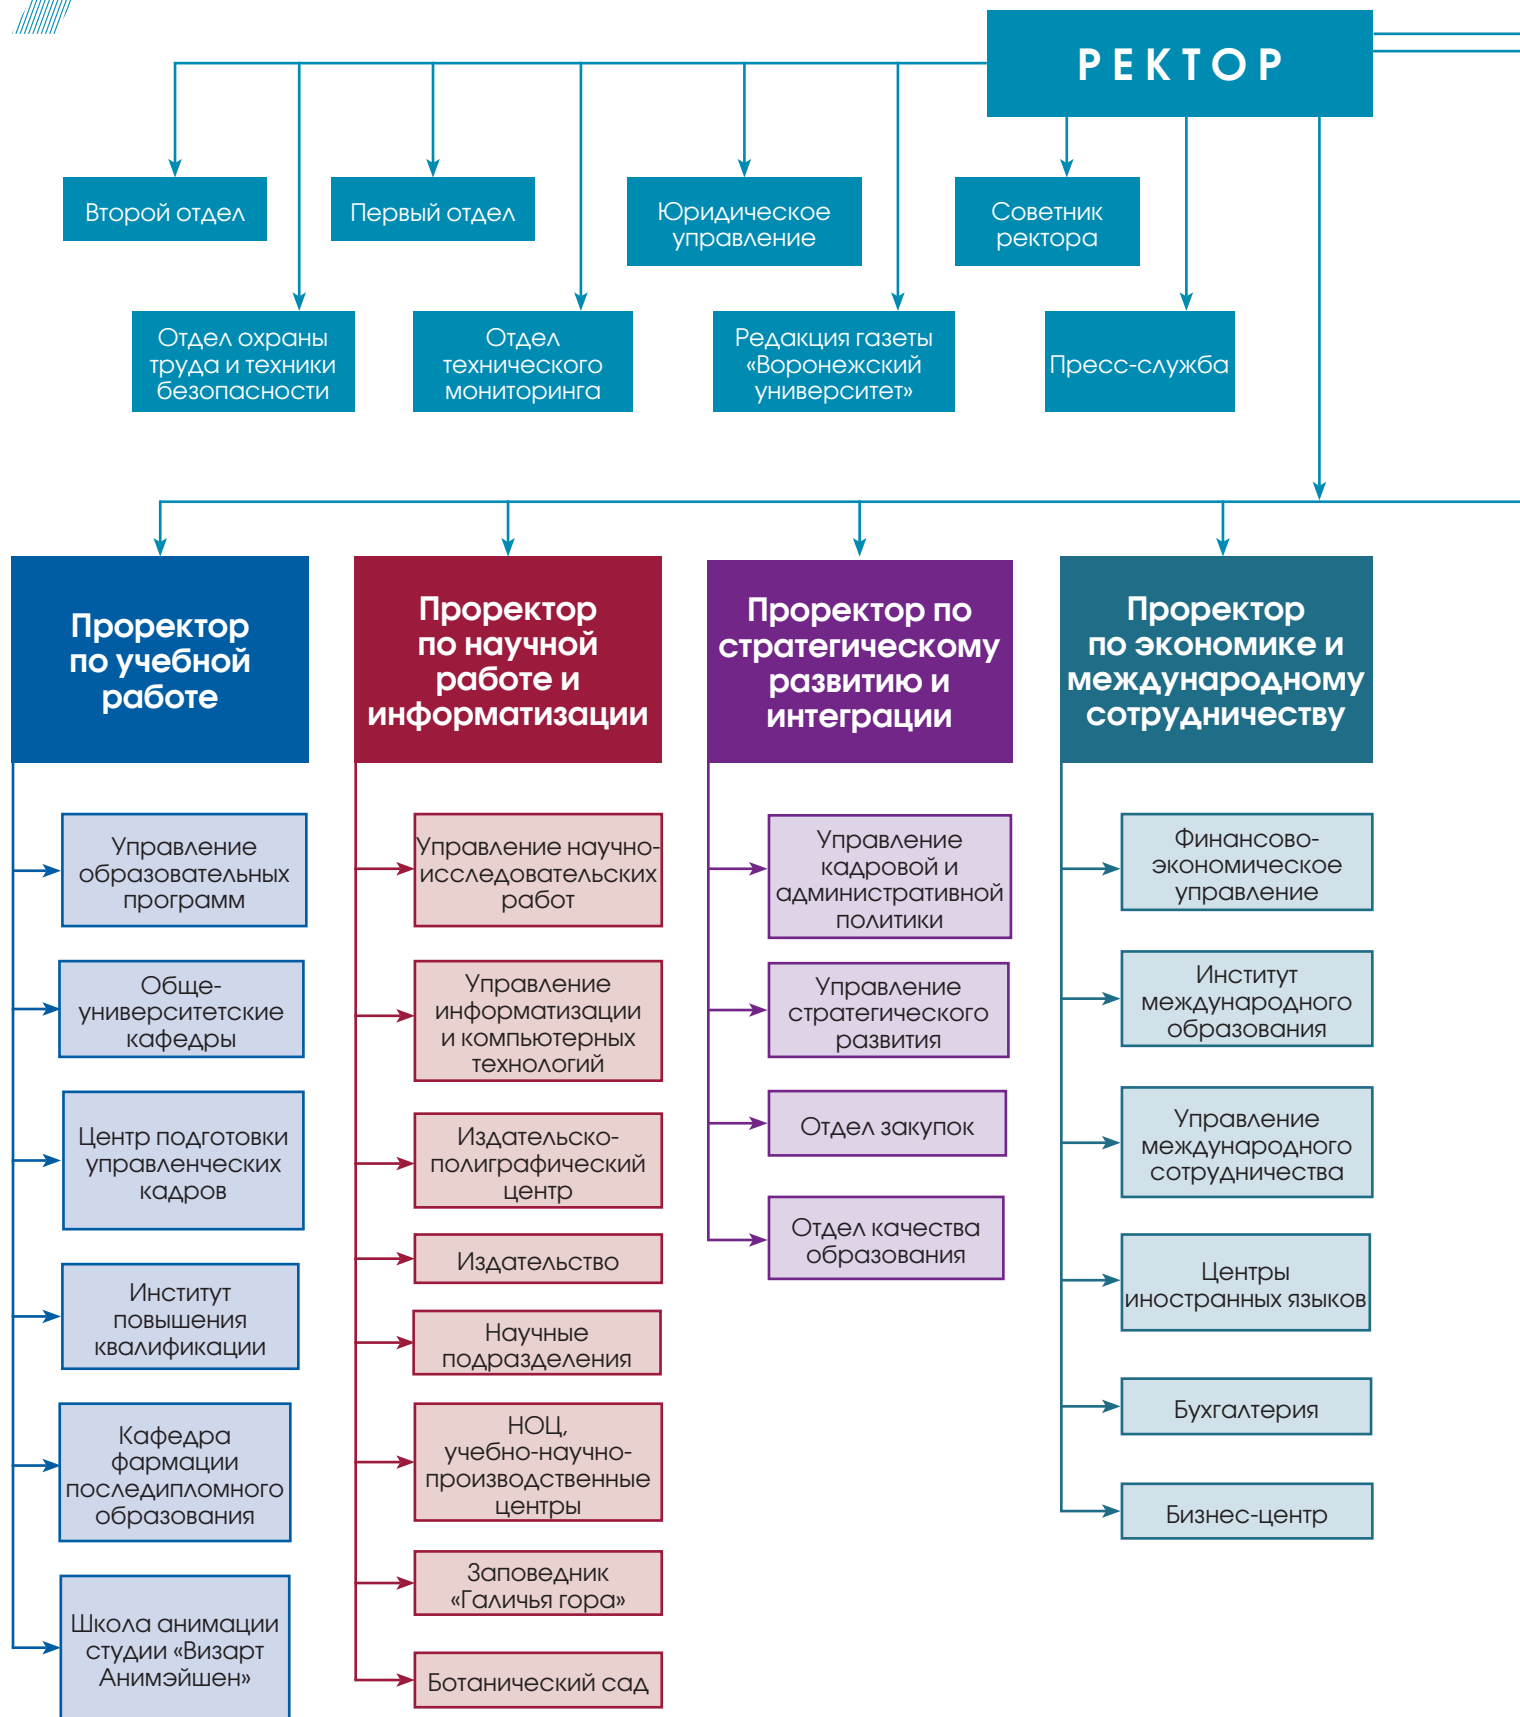 РЕКТОР
Второй отдел
Первый отдел
Юридическое
управление
Советник
ректора
Отдел охраны
труда и техники
безопасности
Отдел
технического
мониторинга
Редакция газеты
«Воронежский
университет»
Пресс-служба
Проректор
по учебной
работе
Проректор
по научной
работе и
информатизации
Проректор по
стратегическому
развитию и
интеграции
Проректор
по экономике и
международному
сотрудничеству
Управление
образовательных
программ
Обще-
университетские
кафедры
Центр подготовки
управленческих
кадров
Институт
повышения
квалификации
Кафедра
фармации
последипломного
образования
Школа анимации
студии «Визарт
Анимэйшен»
Управление научно-
исследовательских
работ
Управление
информатизации
и компьютерных
технологий
Издательско-
полиграфический
центр
Издательство
Научные
подразделения
НОЦ,
учебно-научно-
производственные
центры
Заповедник
«Галичья гора»
Ботанический сад
Управление
кадровой и
административной
политики
Управление
стратегического
развития
Отдел закупок
Отдел качества
образования
Финансово-
экономическое
управление
Институт
международного
образования
Управление
международного
сотрудничества
Центры
иностранных языков
Бухгалтерия
Бизнес-центр